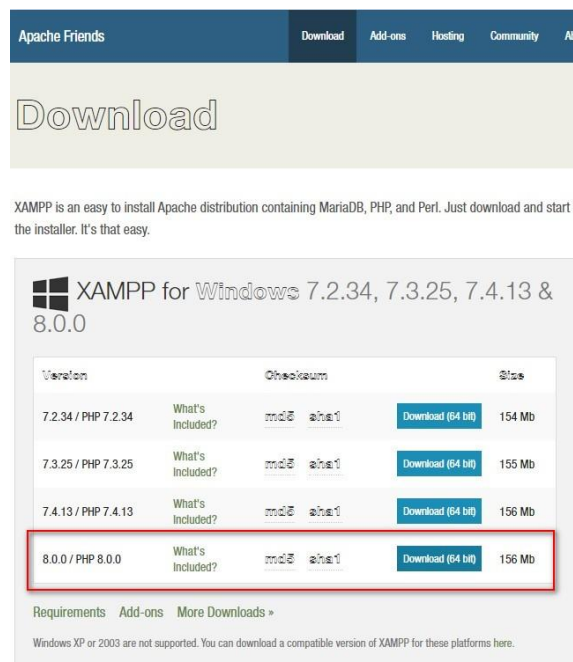 Apache Friends Download Add-ons Hosting Community
Download
XAMPP is an easy to install Apache distribution containing MariaDB, PHP, and Perl. Just download and start
the installer. It's that easy.
XAMPP for Windows 7.2.34, 7.3.25, 7.4.13 &
8.0.0
Version Checksum Size
7.2.34 / PHP 7.2.34 What's Included? md5 sha1 Download (64 bit) 154 Mb
7.3.25 / PHP 7.3.25 What's Included? md5 sha1 Download (64 bit) 155 Mb
7.4.13 / PHP 7.4.13 What's Included? md5 sha1 Download (64 bit) 156 Mb
8.0.0 / PHP 8.0.0 What's Included? md5 sha1 Download (64 bit) 156 Mb
Requirements Add-ons More Downloads »
Windows XP or 2003 are not supported. You can download a compatible version of XAMPP for these platforms here.